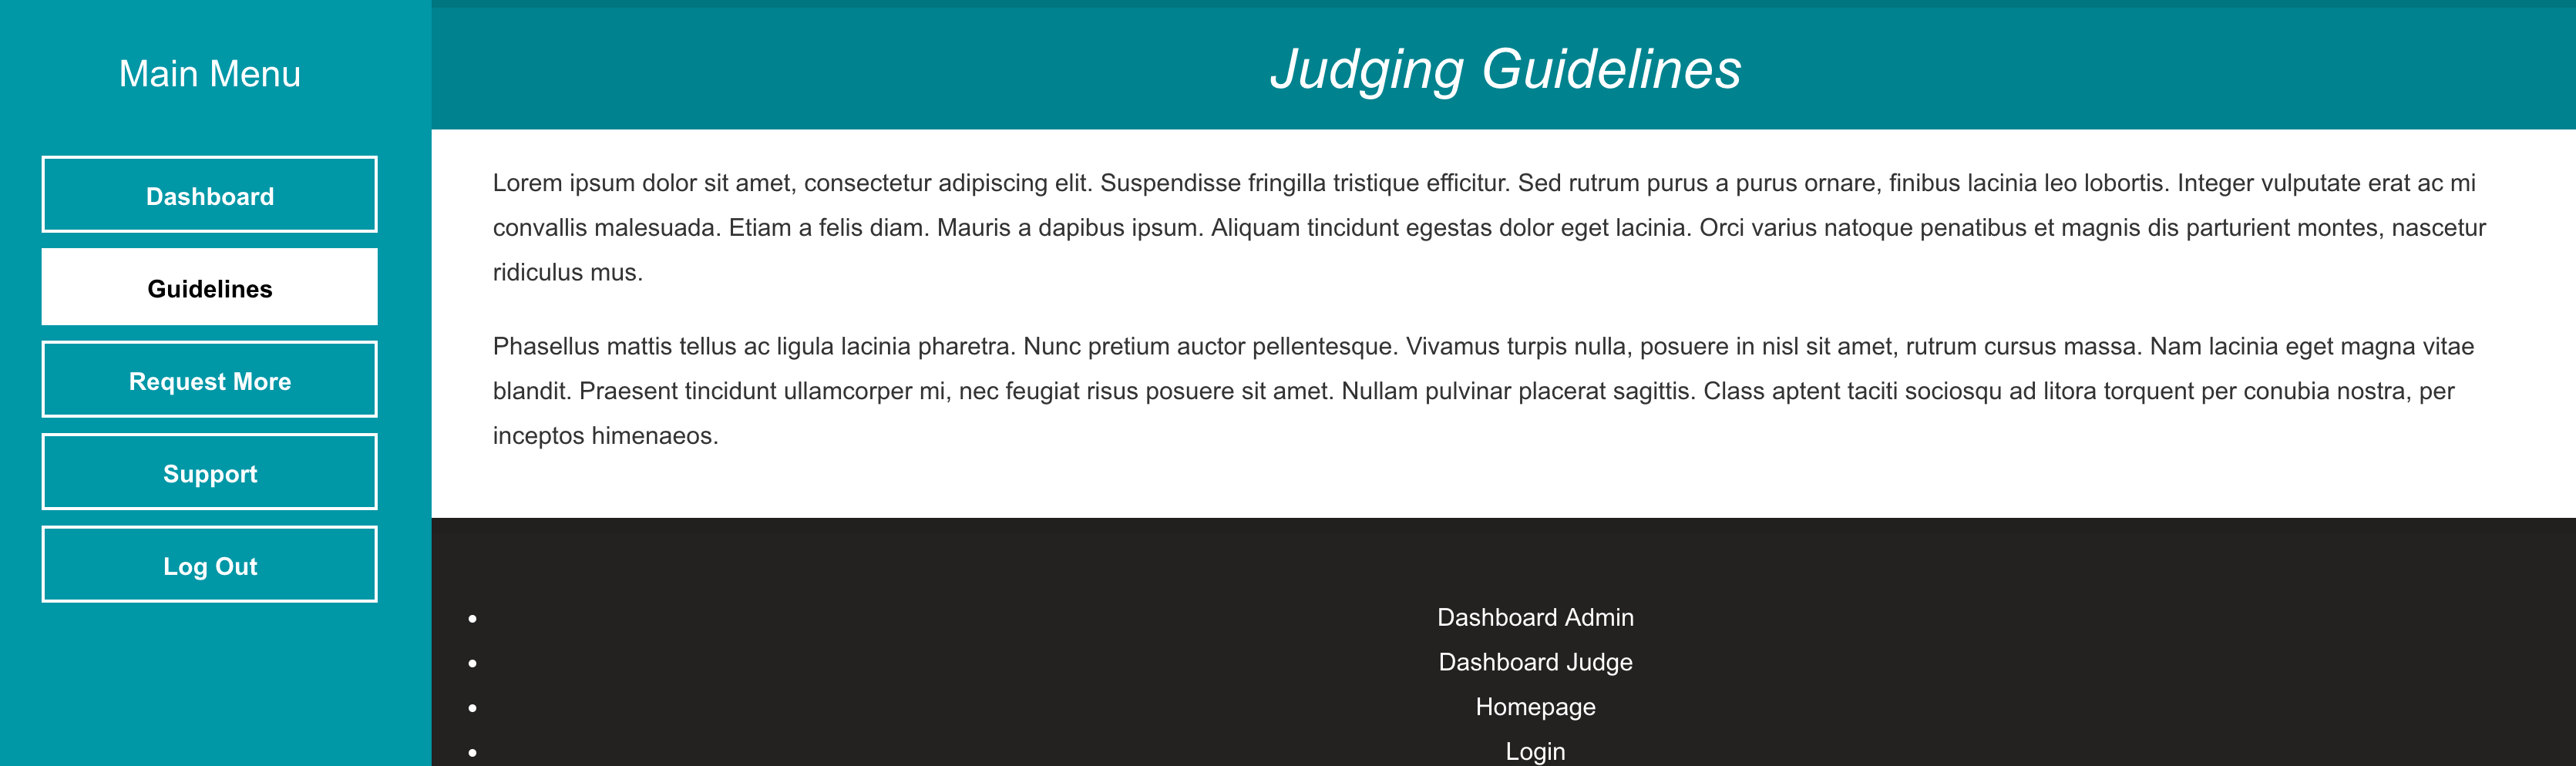 Main Menu
Dashboard
Guidelines
Request More
Support
Log Out
Judging Guidelines
Lorem ipsum dolor sit amet, consectetur adipiscing elit. Suspendisse fringilla tristique efficitur. Sed rutrum purus a purus ornare, finibus lacinia leo lobortis. Integer vulputate erat ac mi
convallis malesuada. Etiam a felis diam. Mauris a dapibus ipsum. Aliquam tincidunt egestas dolor eget lacinia. Orci varius natoque penatibus et magnis dis parturient montes, nascetur
ridiculus mus.
Phasellus mattis tellus ac ligula lacinia pharetra. Nunc pretium auctor pellentesque. Vivamus turpis nulla, posuere in nisl sit amet, rutrum cursus massa. Nam lacinia eget magna vitae
blandit. Praesent tincidunt ullamcorper mi, nec feugiat risus posuere sit amet. Nullam pulvinar placerat sagittis. Class aptent taciti sociosqu ad litora torquent per conubia nostra, per
inceptos himenaeos.
• Dashboard Admin
• Dashboard Judge
• Homepage
• Login